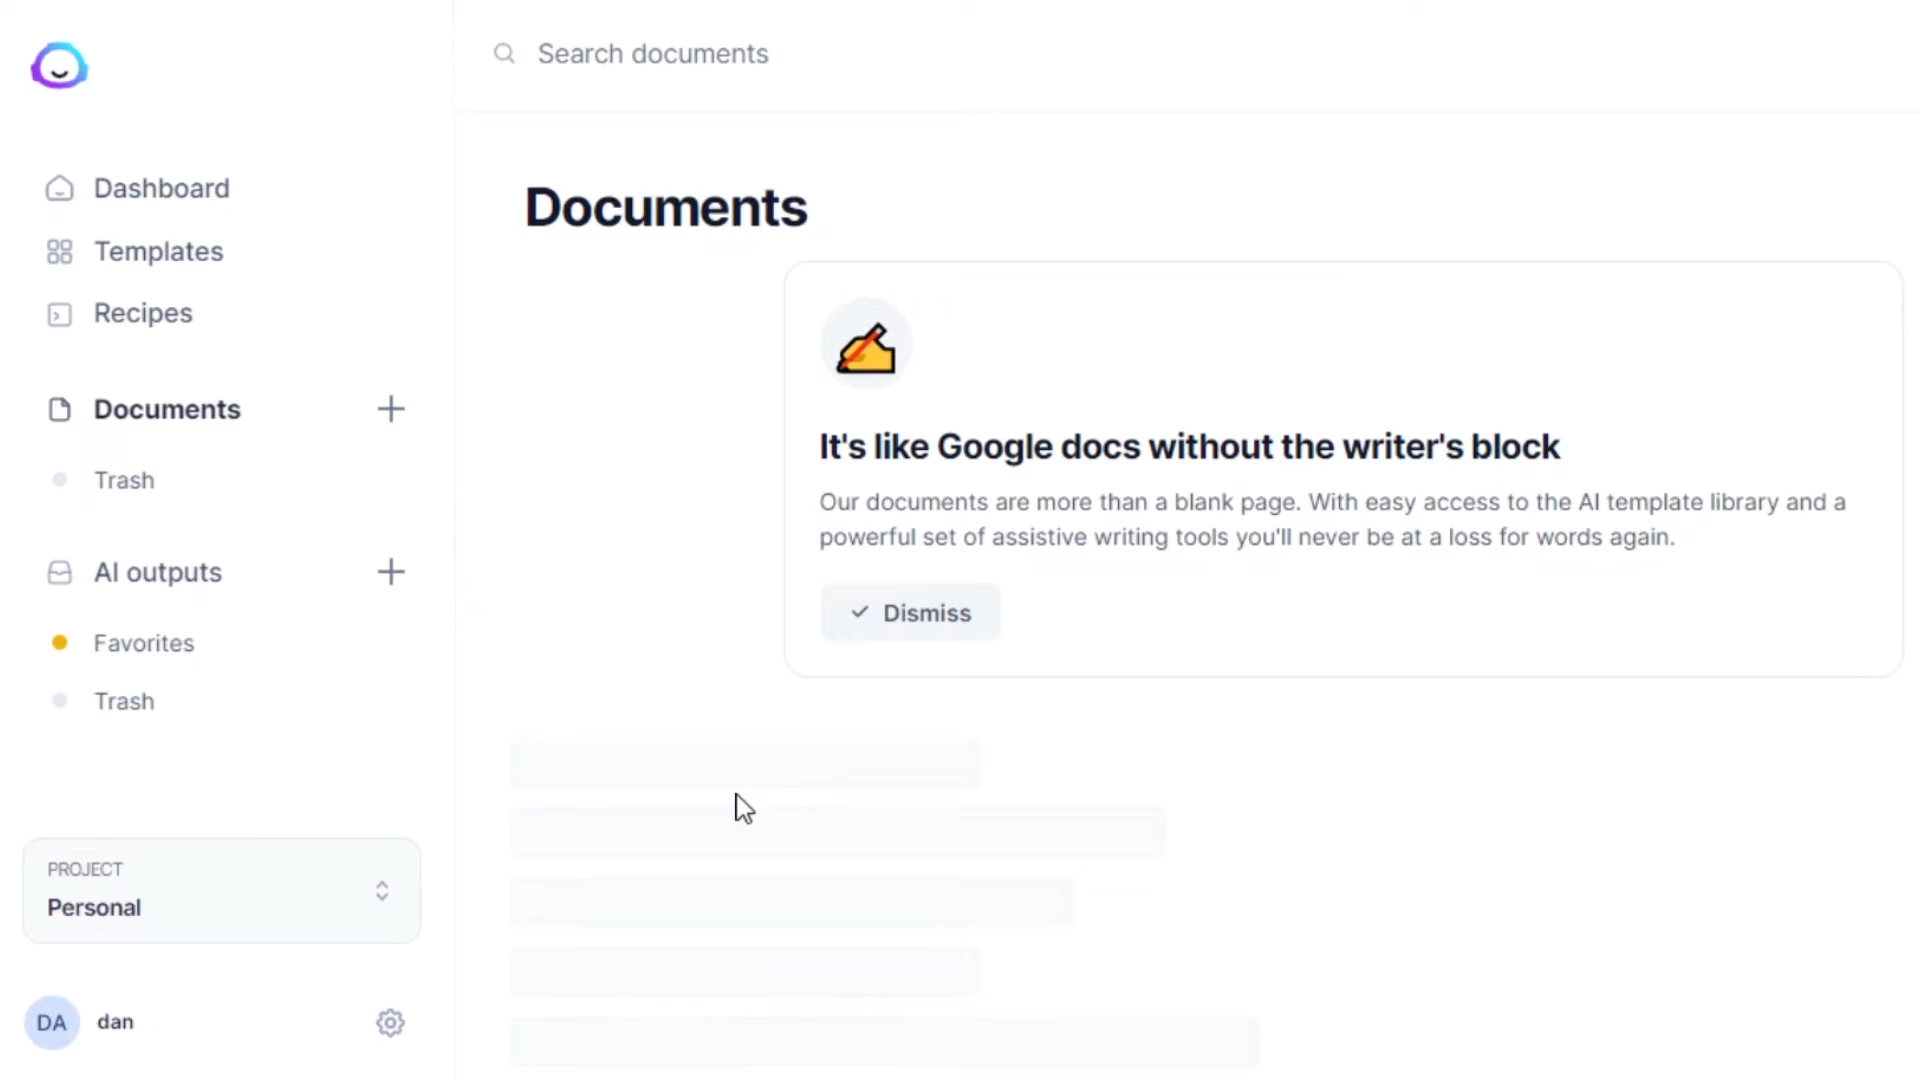 Search documents
Dashboard
Templates
Recipes
Documents
Trash
AI outputs
Favorites
Trash
PROJECT
Personal
DA
dan
Documents
It's like Google docs without the writer's block
Our documents are more than a blank page. With easy access to the AI template library and a
powerful set of assistive writing tools you'll never be at a loss for words again.
Dismiss